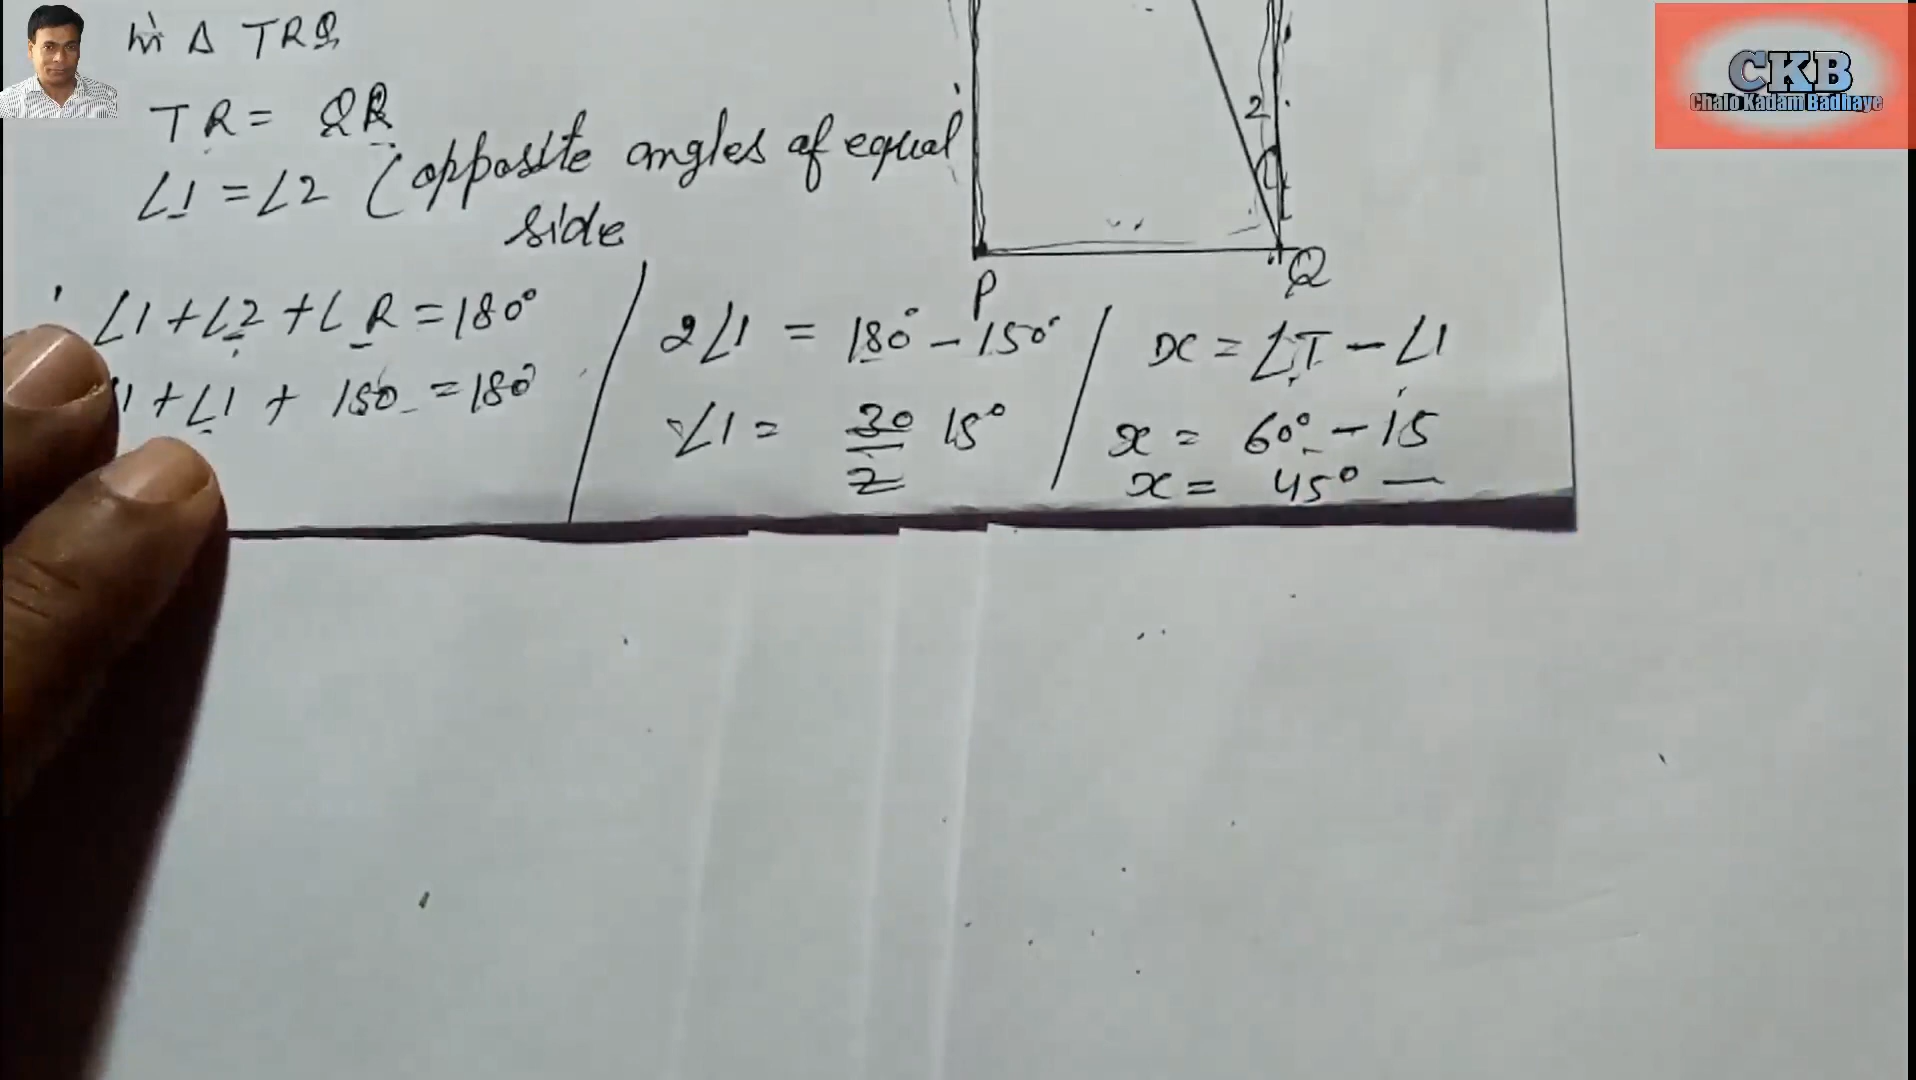 in Δ TRQ
TR = QR
∠1 = ∠2 (opposite angles of equal
side
∠1 + ∠2 + ∠R = 180°
1 + ∠1 + 150 = 180°
2∠1 = 180° - 150°
∠1 = 30/2 15°
x = ∠T - ∠1
x = 60° - 15
x = 45°
2
P
Q
CKB
Chalo Kadam Badhaye